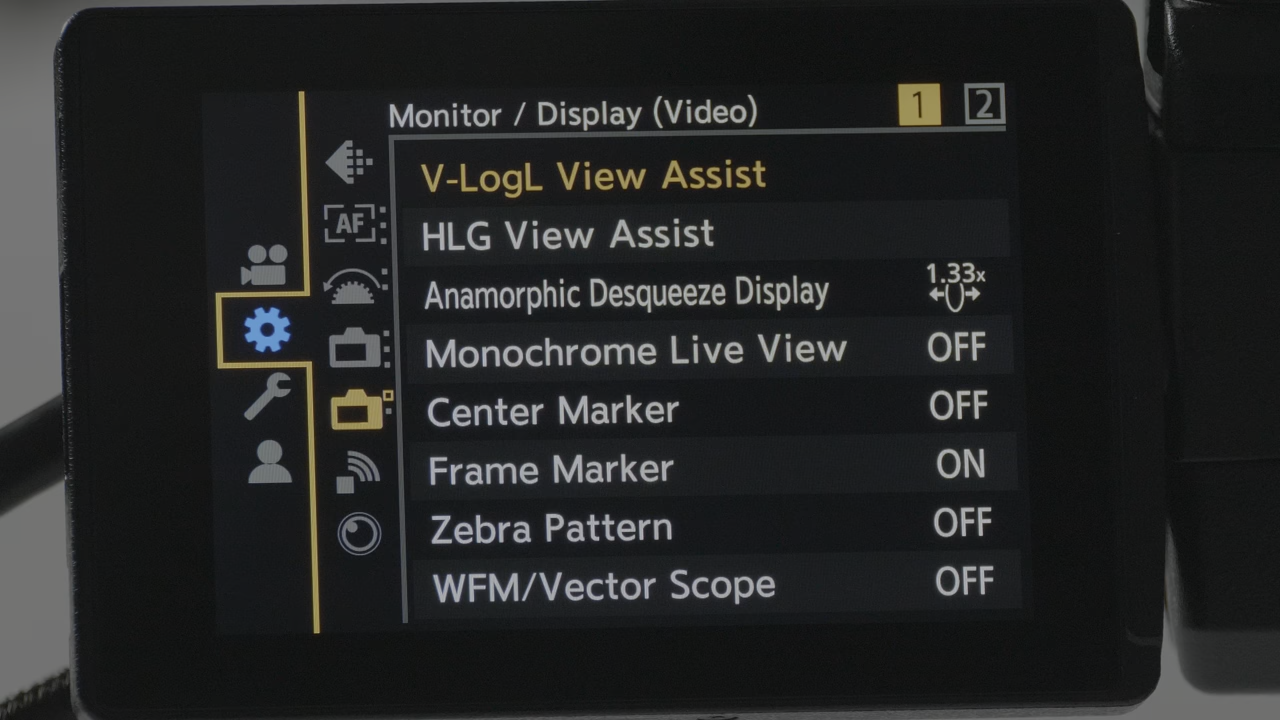 Monitor / Display (Video) 1 2
V-LogL View Assist
AF
HLG View Assist
Anamorphic Desqueeze Display 1.33x
Monochrome Live View OFF
Center Marker OFF
Frame Marker ON
Zebra Pattern OFF
WFM/Vector Scope OFF